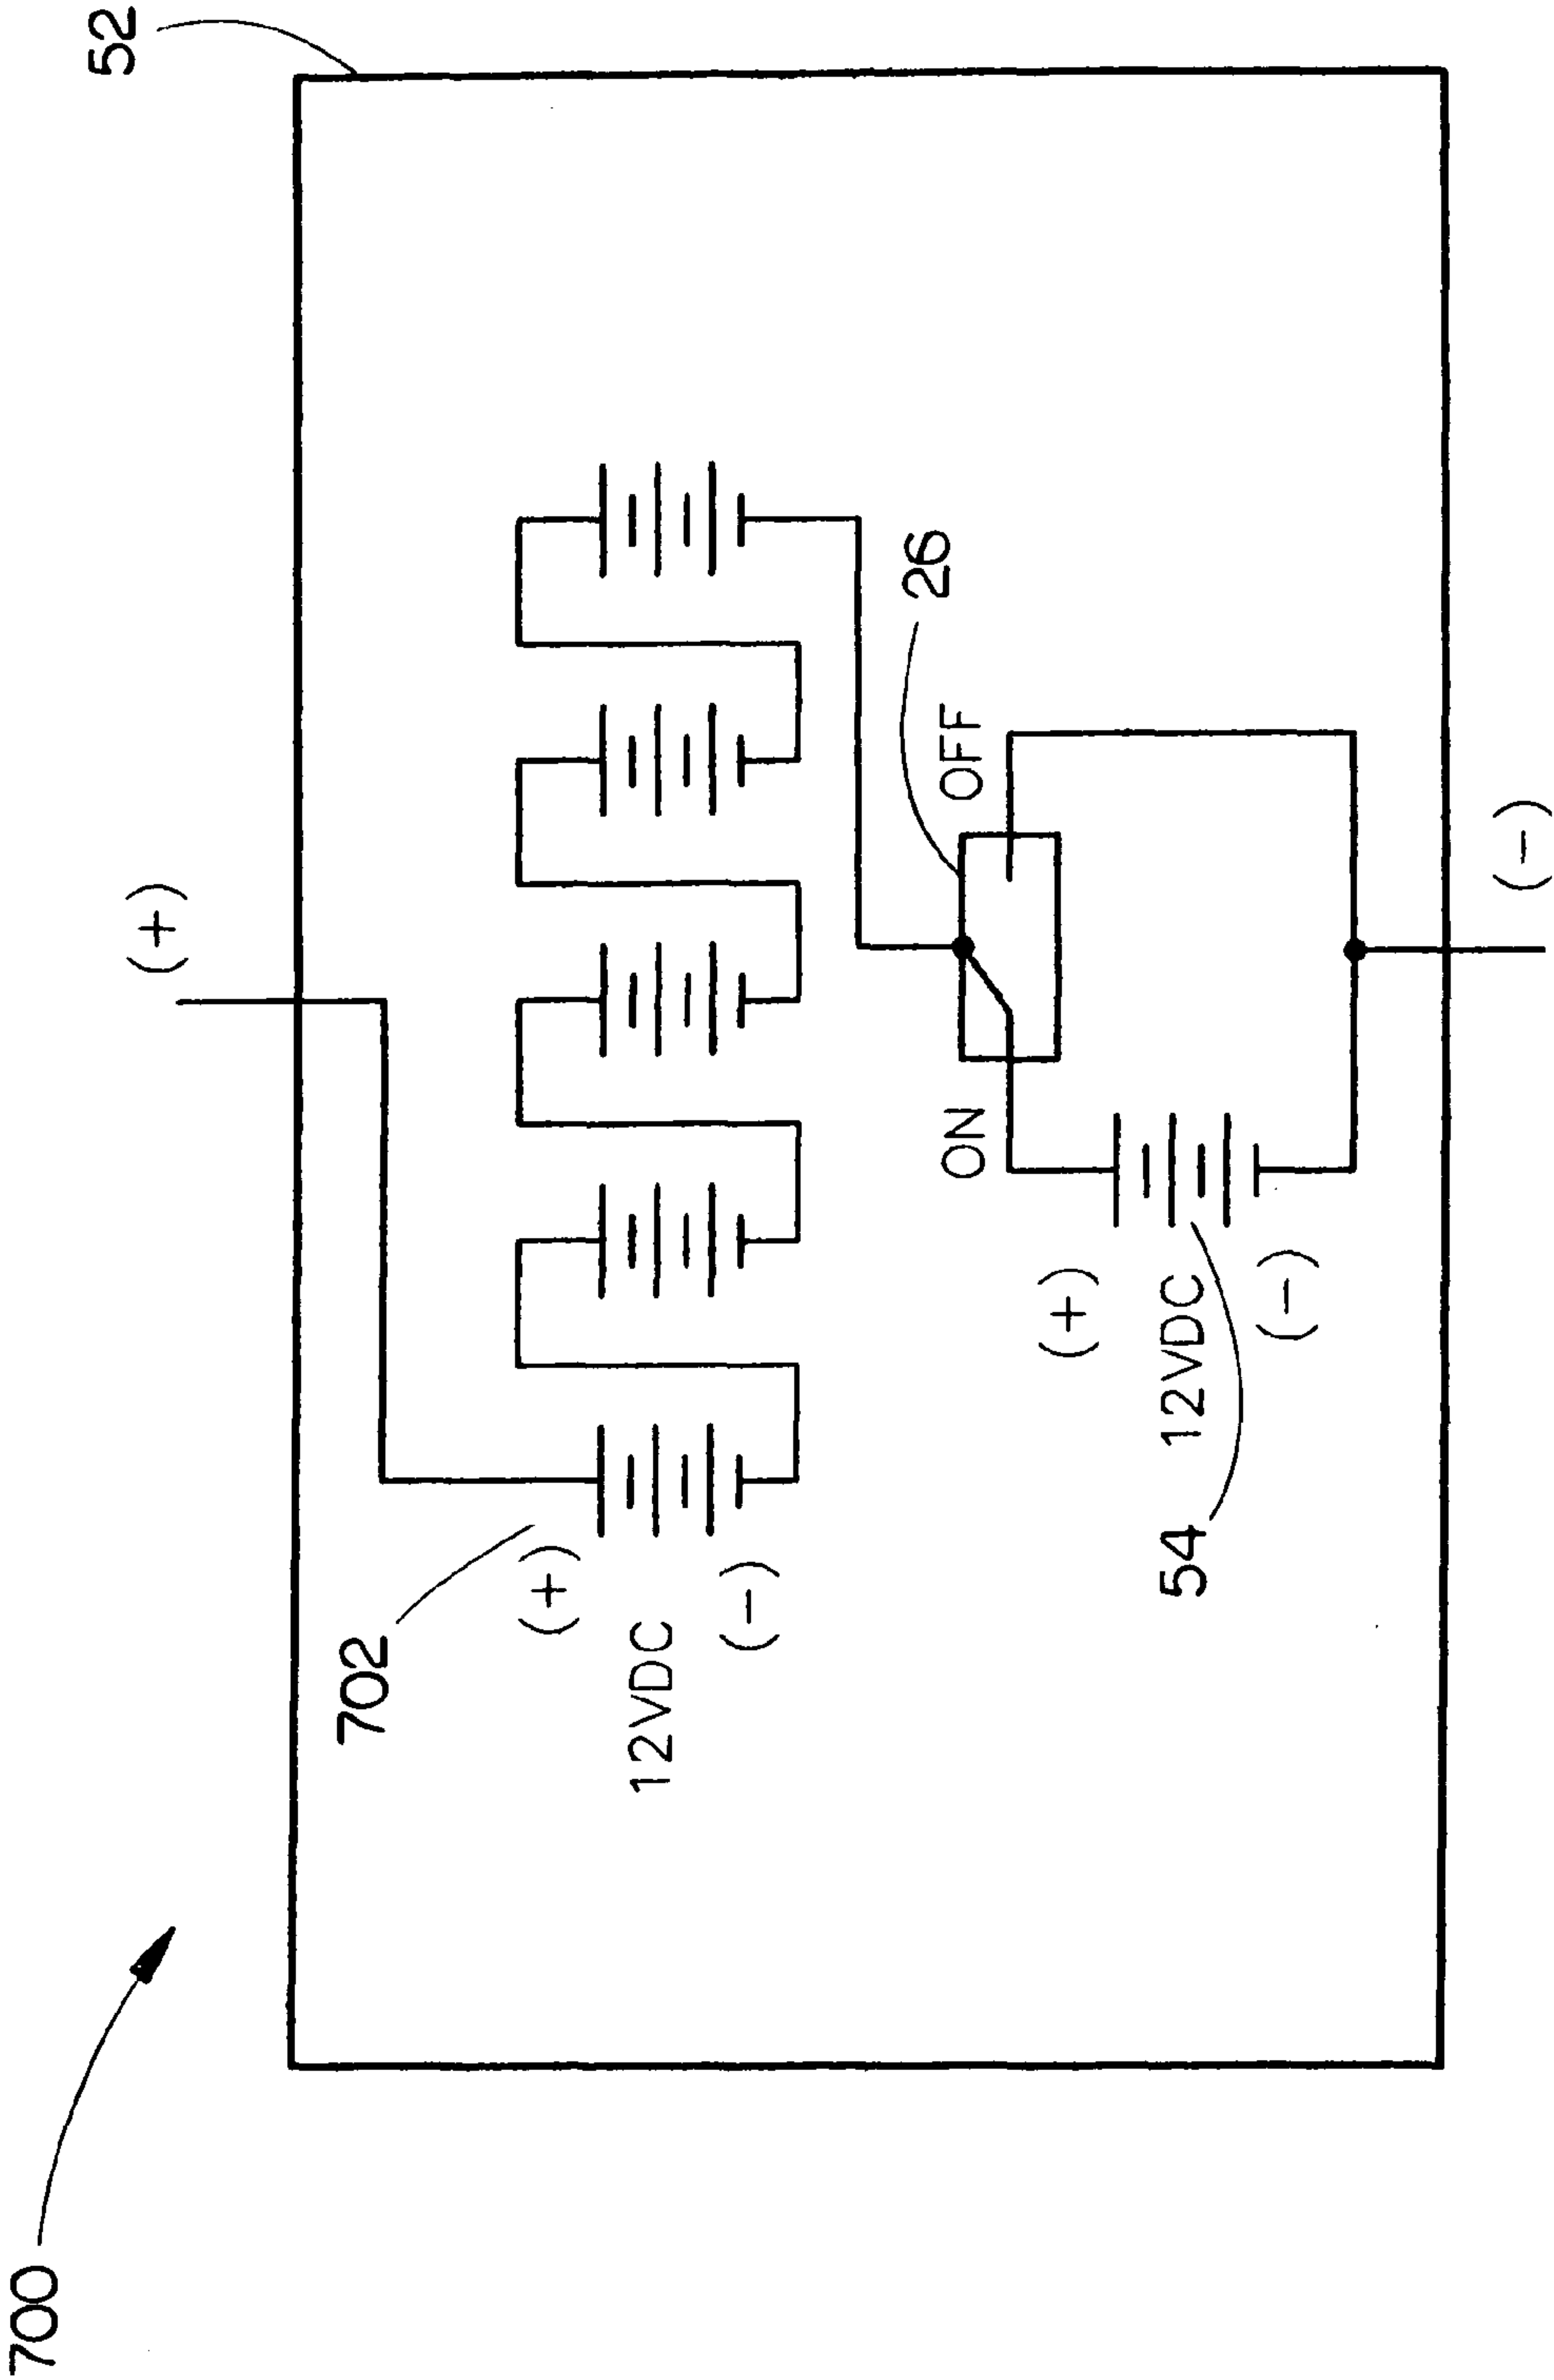 700
52
(+)
702
(+)
12VDC
(-)
26
ON
OFF
(+)
12VDC
(-)
54
(-)